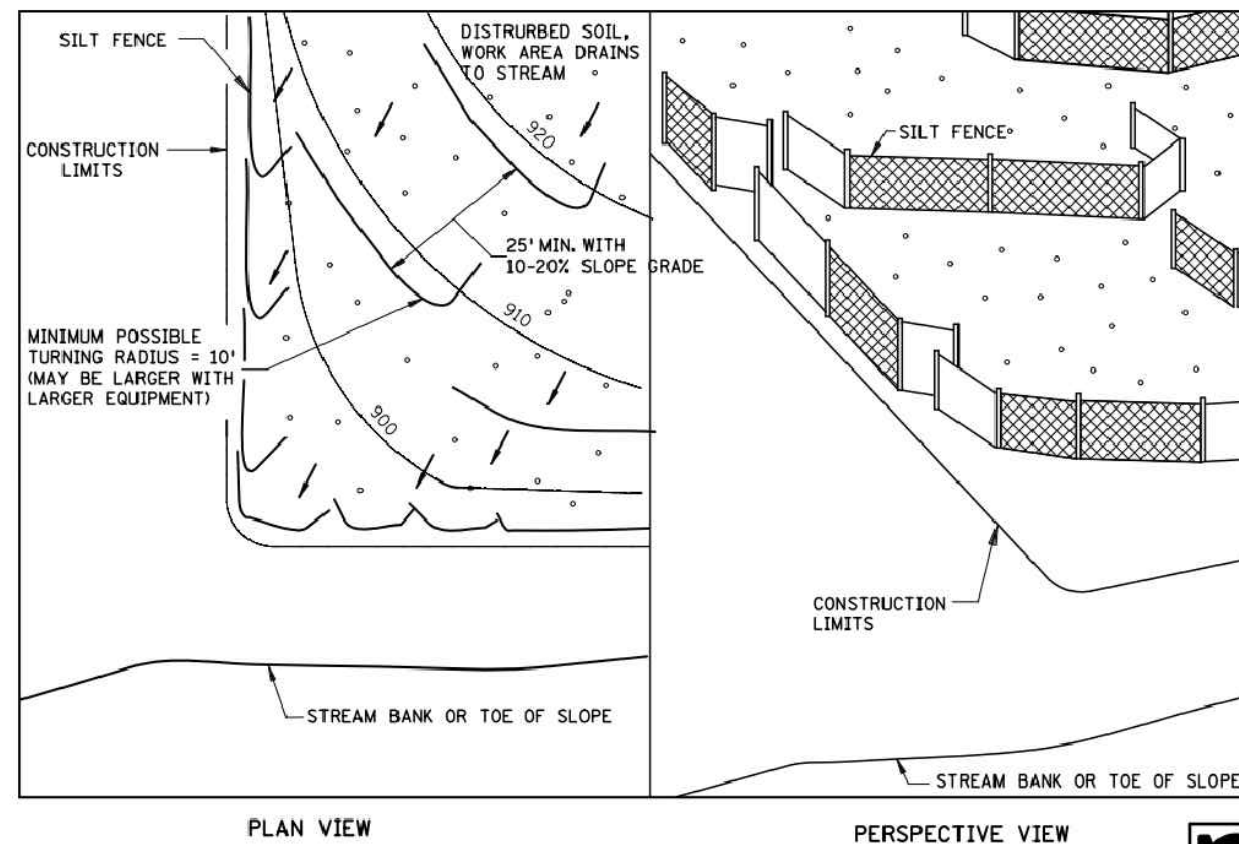 SILT FENCE
DISTRURBED SOIL,
WORK AREA DRAINS
TO STREAM
CONSTRUCTION
LIMITS
920
25' MIN. WITH
10-20% SLOPE GRADE
910
MINIMUM POSSIBLE
TURNING RADIUS = 10'
(MAY BE LARGER WITH
LARGER EQUIPMENT)
900
STREAM BANK OR TOE OF SLOPE
PLAN VIEW
SILT FENCE
CONSTRUCTION
LIMITS
STREAM BANK OR TOE OF SLOPE
PERSPECTIVE VIEW